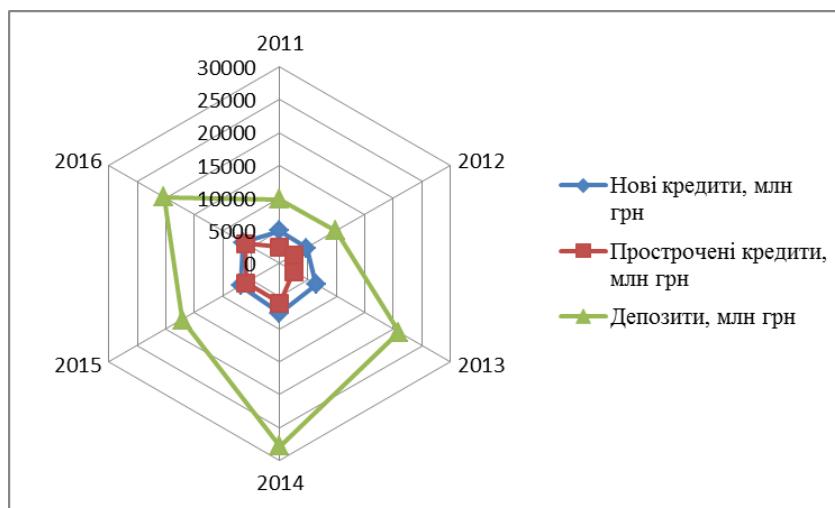 2011
30000
25000
20000
15000
10000
5000
0
2016
2012
2015
2013
2014
Нові кредити, млн
грн
Прострочені кредити,
млн грн
Депозити, млн грн